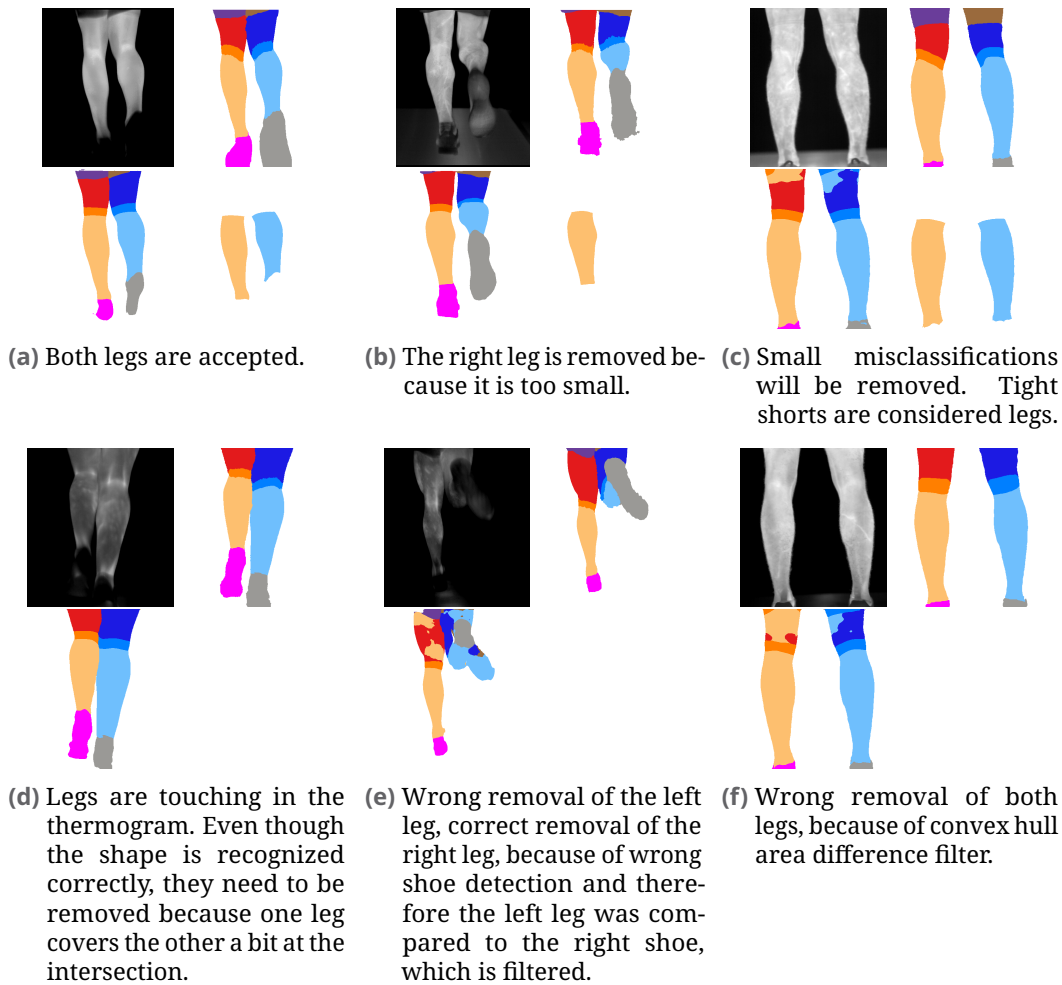 (a) Both legs are accepted.
(b) The right leg is removed be-
cause it is too small.
(c) Small misclassifications
will be removed. Tight
shorts are considered legs.
(d) Legs are touching in the
thermogram. Even though
the shape is recognized
correctly, they need to be
removed because one leg
covers the other a bit at the
intersection.
(e) Wrong removal of the left
leg, correct removal of the
right leg, because of wrong
shoe detection and there-
fore the left leg was com-
pared to the right shoe,
which is filtered.
(f) Wrong removal of both
legs, because of convex hull
area difference filter.